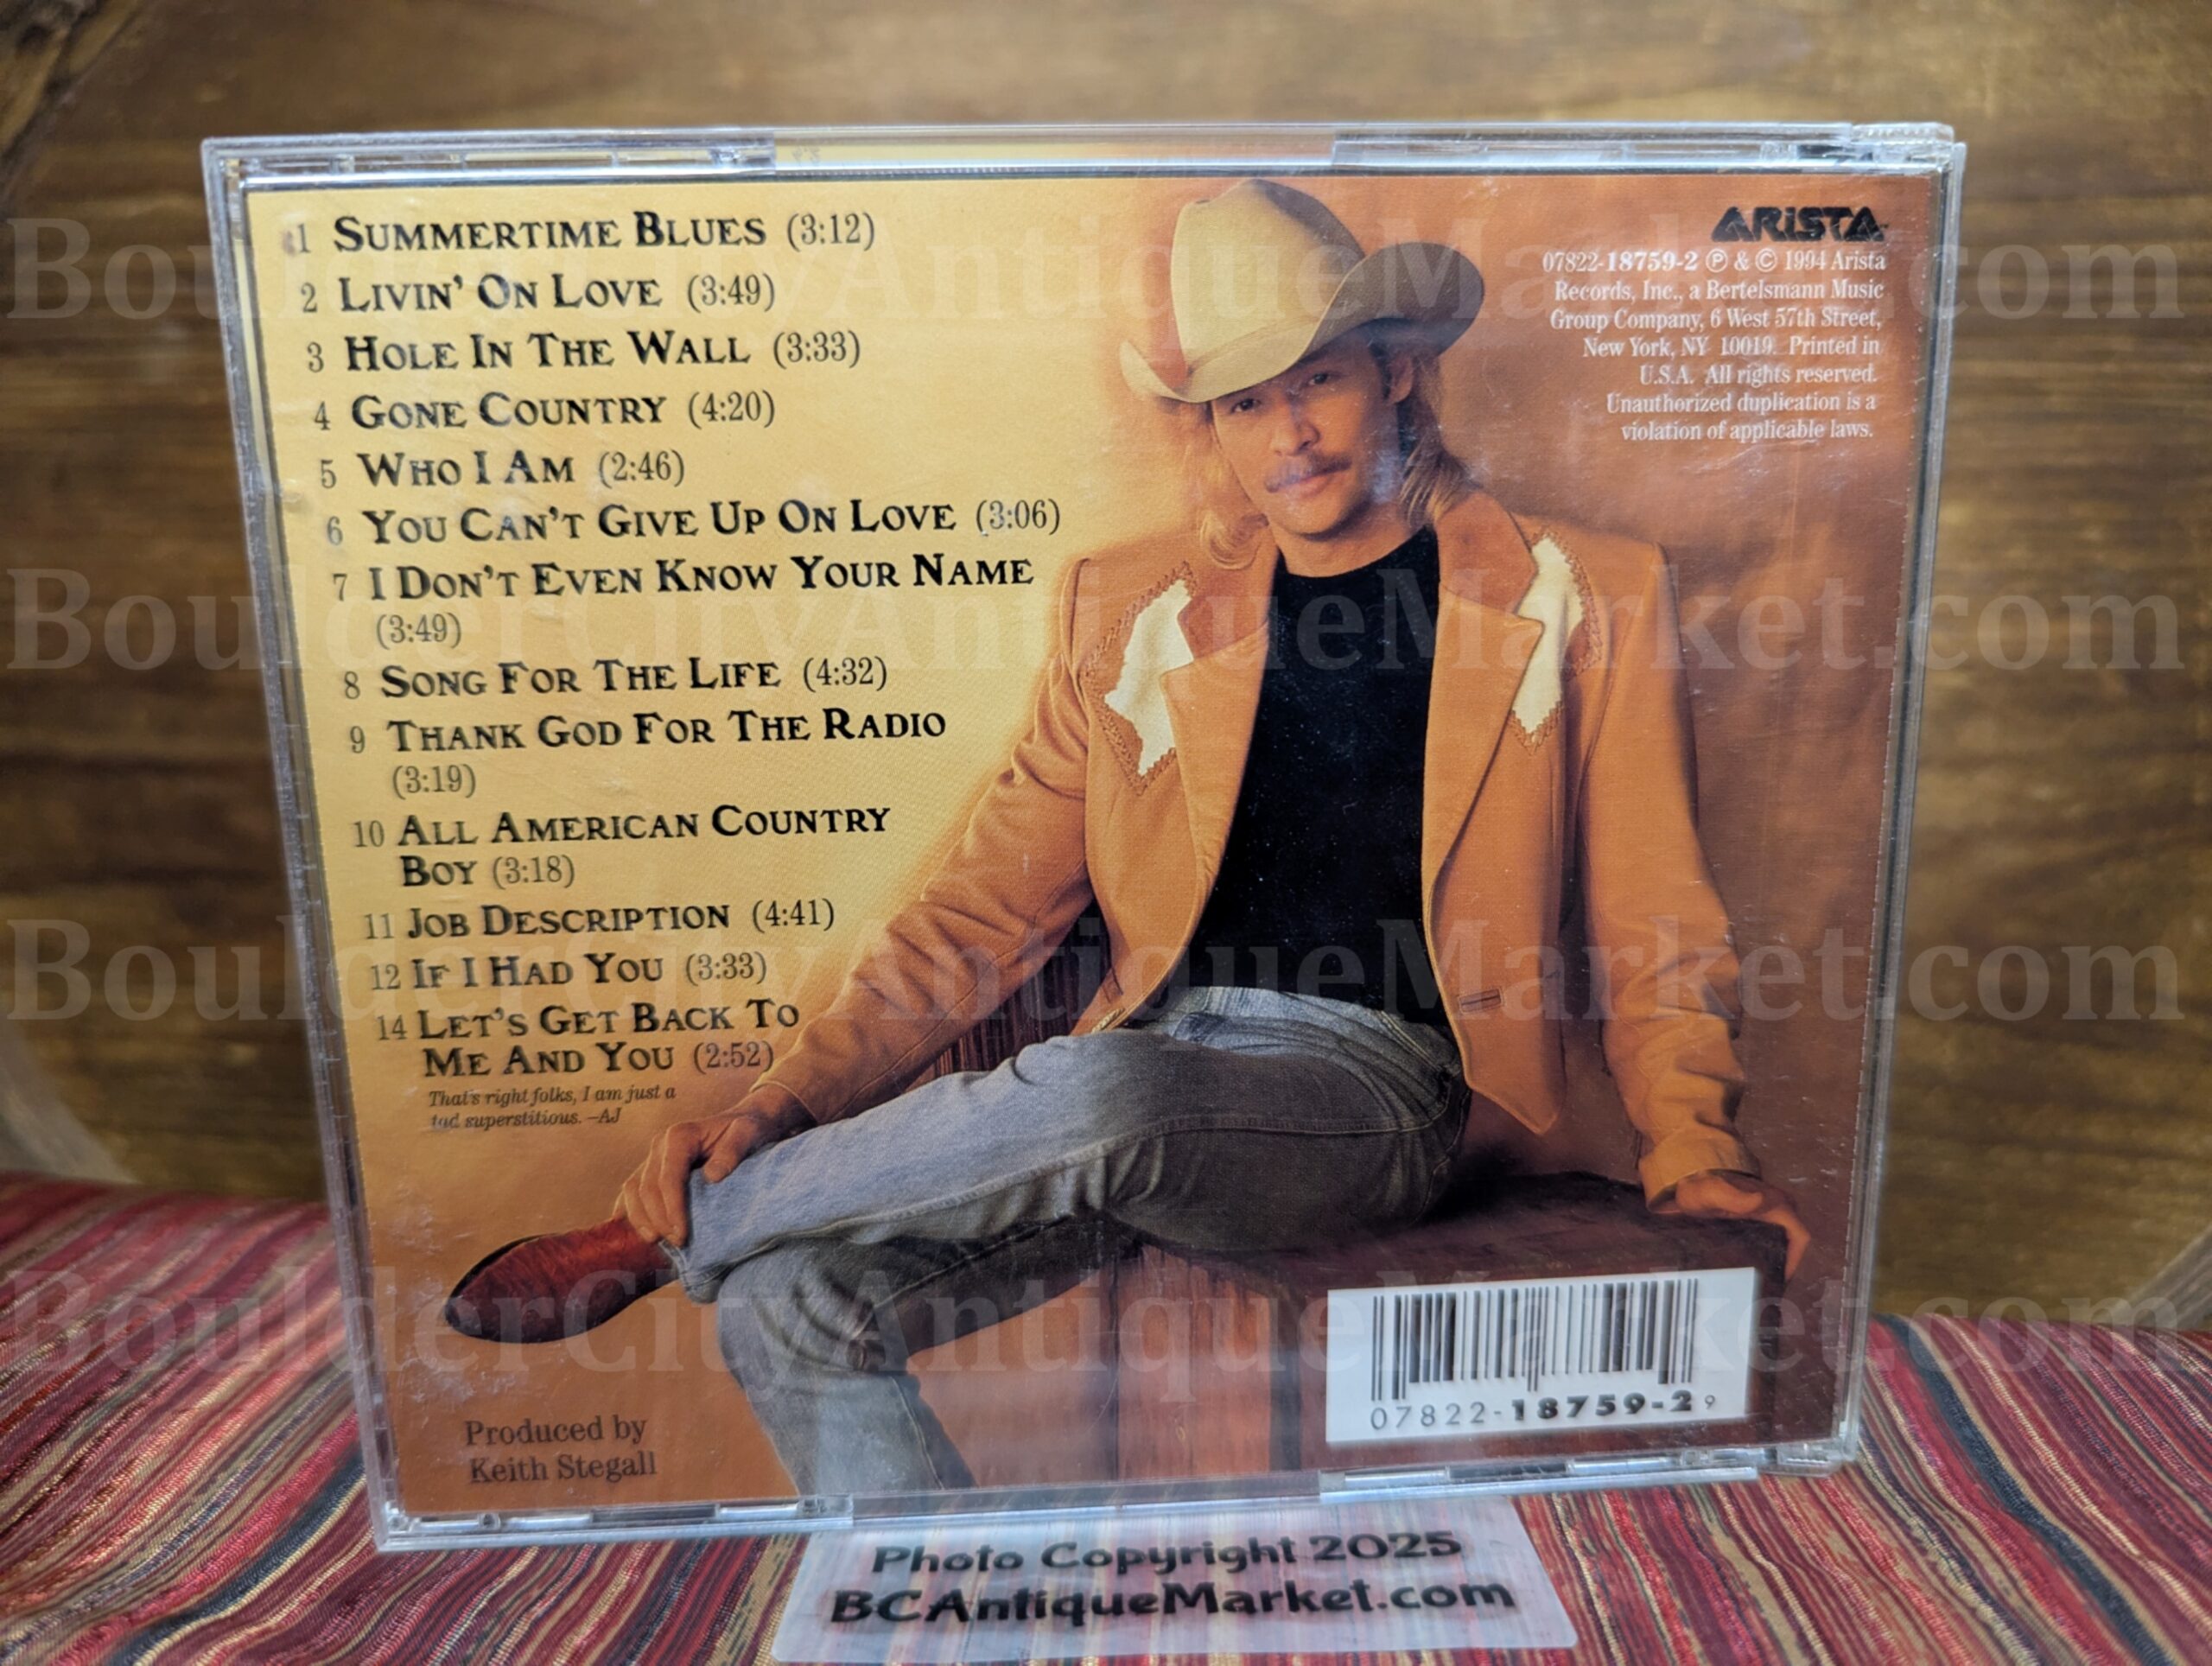 1 SUMMERTIME BLUES (3:12)
2 LIVIN' ON LOVE (3:49)
3 HOLE IN THE WALL (3:33)
4 GONE COUNTRY (4:20)
5 WHO I AM (2:46)
6 YOU CAN'T GIVE UP ON LOVE (3:06)
7 I DON'T EVEN KNOW YOUR NAME
(3:49)
8 SONG FOR THE LIFE (4:32)
9 THANK GOD FOR THE RADIO
(3:19)
10 ALL AMERICAN COUNTRY
BOY (3:18)
11 JOB DESCRIPTION (4:41)
12 IF I HAD YOU (3:33)
14 LET'S GET BACK TO
ME AND YOU (2:52)
That's right folks, I am just a
tad superstitious. –AJ
Produced by
Keith Stegall
ARISTA
07822-18759-2 ℗ & © 1994 Arista
Records, Inc., a Bertelsmann Music
Group Company, 6 West 57th Street,
New York, NY 10019. Printed in
U.S.A. All rights reserved.
Unauthorized duplication is a
violation of applicable laws.
07822-18759-2 9
Photo Copyright 2025
BCAntiqueMarket.com
BoulderCityAntiqueMarket.com
BoulderCityAntiqueMarket.com
BoulderCityAntiqueMarket.com
BoulderCityAntiqueMarket.com